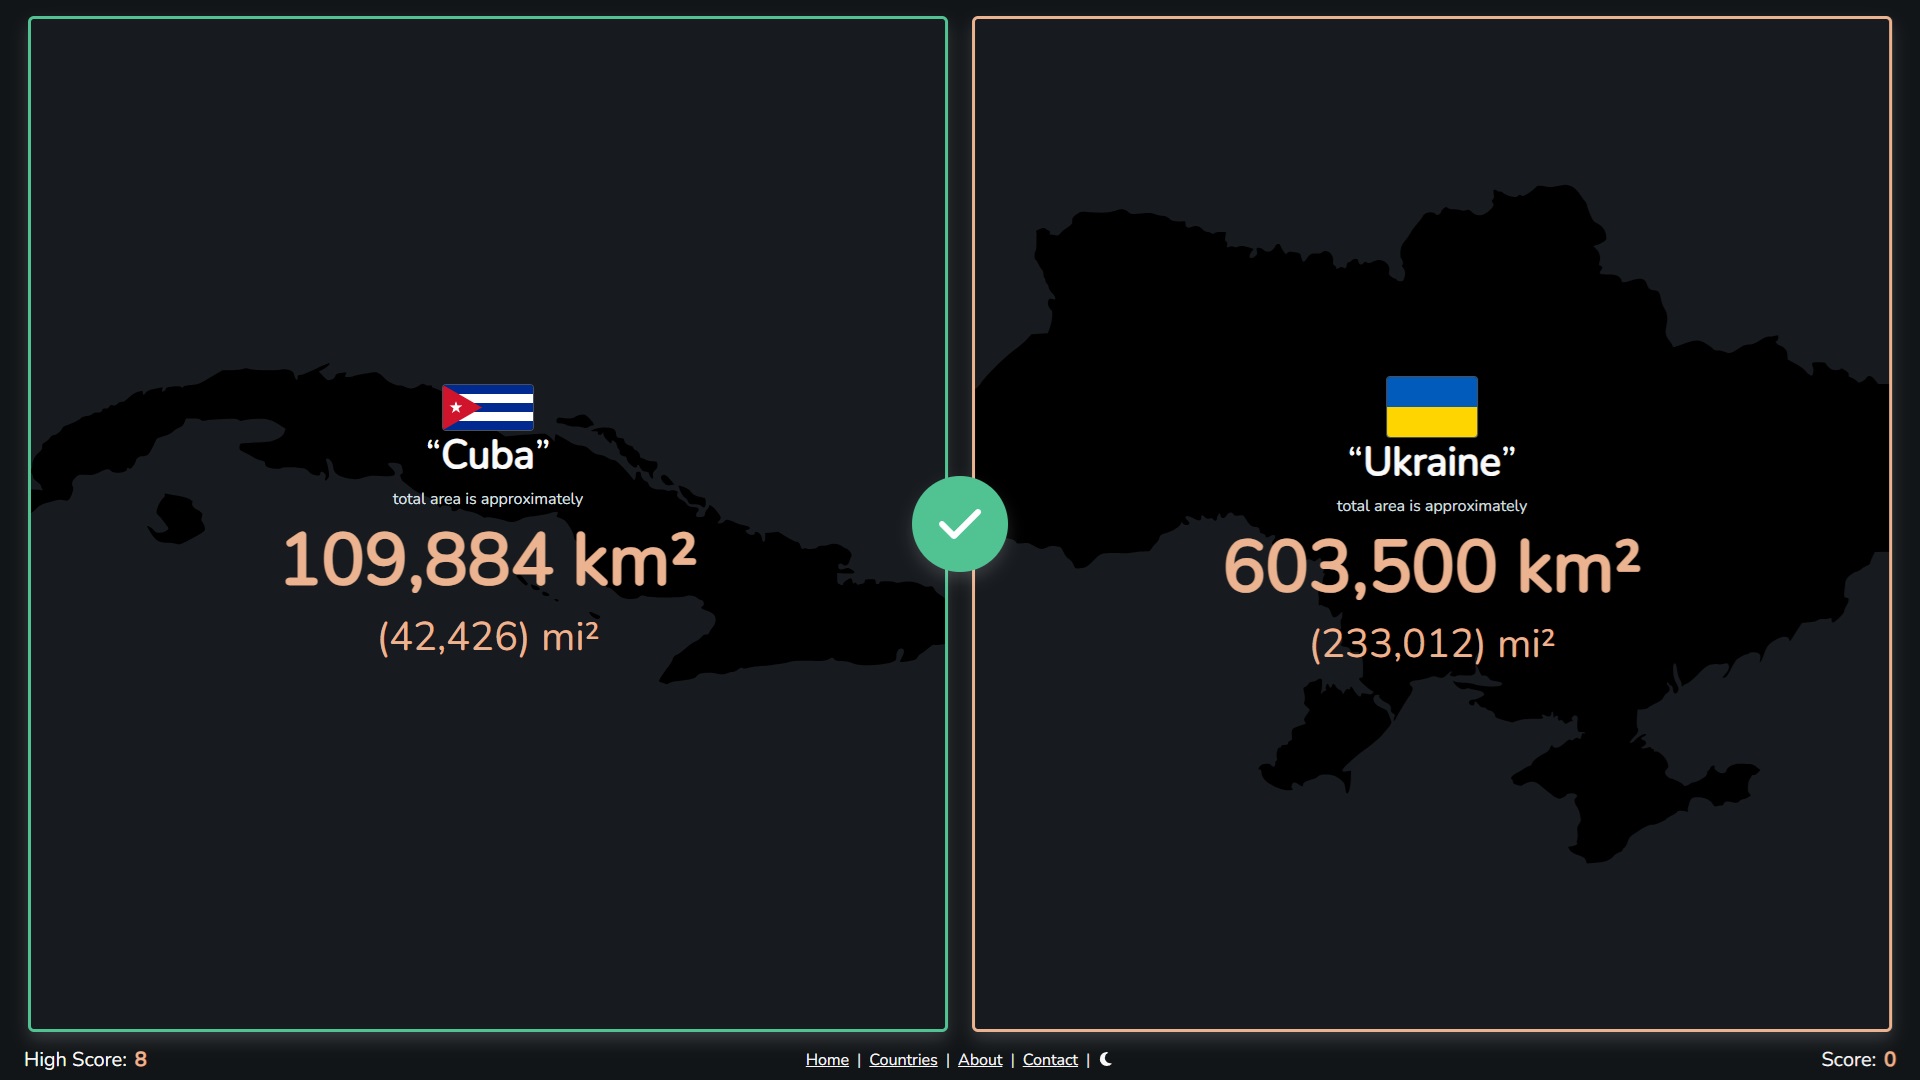 “Cuba”
total area is approximately
109,884 km²
(42,426) mi²
“Ukraine”
total area is approximately
603,500 km²
(233,012) mi²
High Score: 8
Home | Countries | About | Contact |
Score: 0